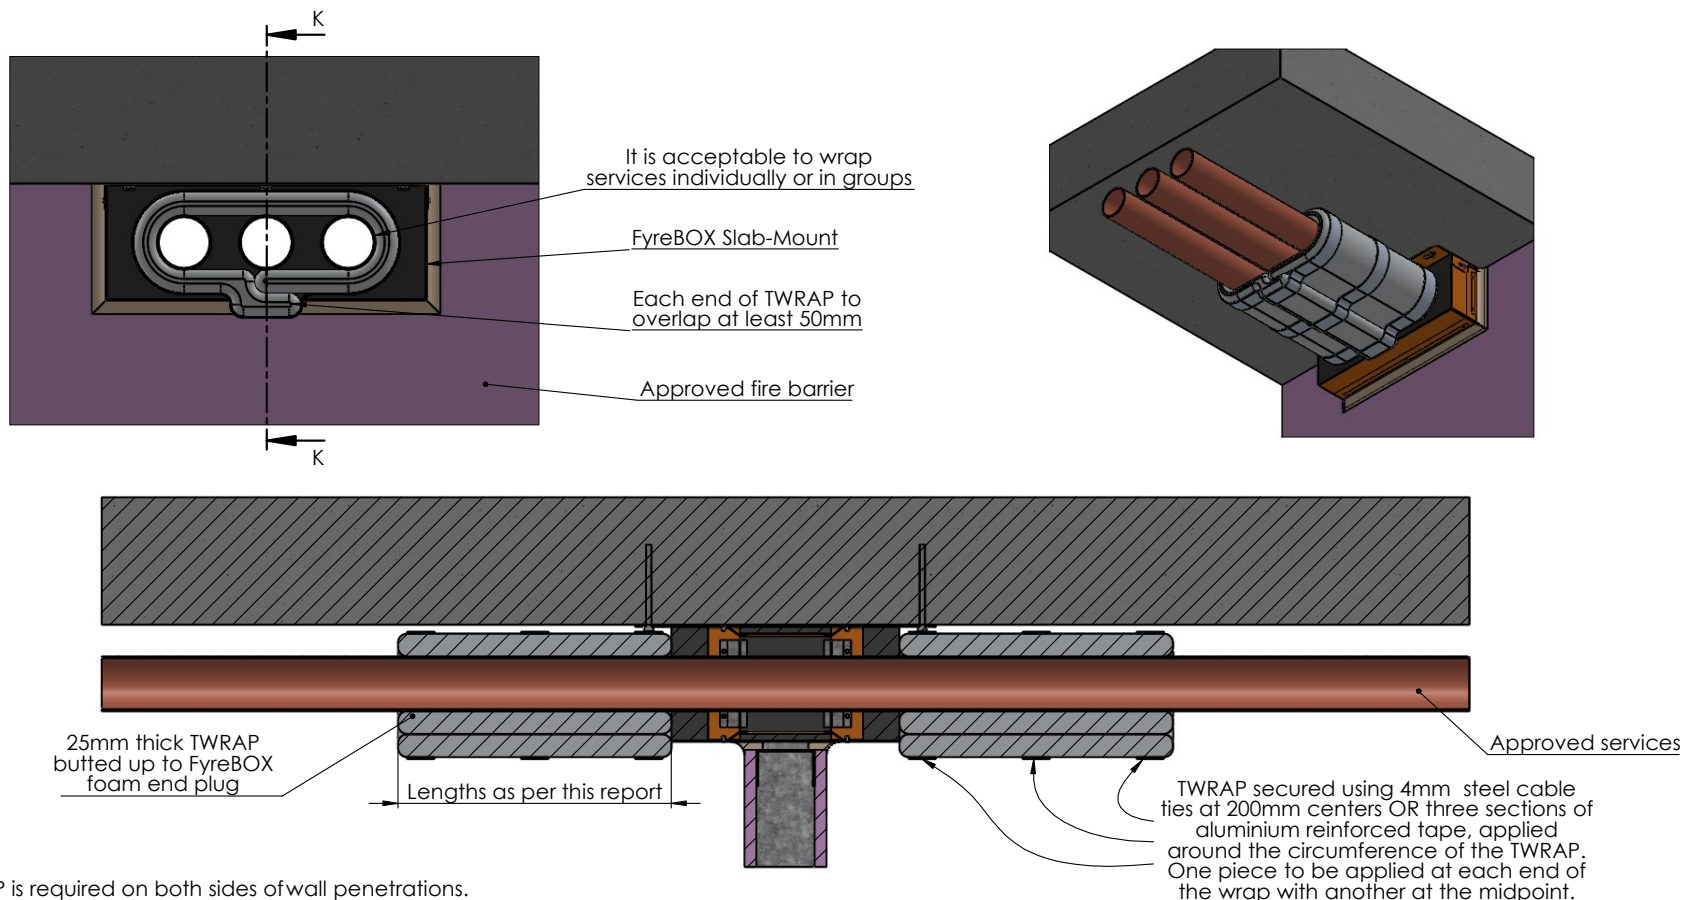 K
It is acceptable to wrap
services individually or in groups
FyreBOX Slab-Mount
Each end of TWRAP to
overlap at least 50mm
Approved fire barrier
K
25mm thick TWRAP
butted up to FyreBOX
foam end plug
Lengths as per this report
Approved services
TWRAP secured using 4mm steel cable
ties at 200mm centers OR three sections of
aluminium reinforced tape, applied
around the circumference of the TWRAP.
One piece to be applied at each end of
the wrap with another at the midpoint.
is required on both sides of wall penetrations.